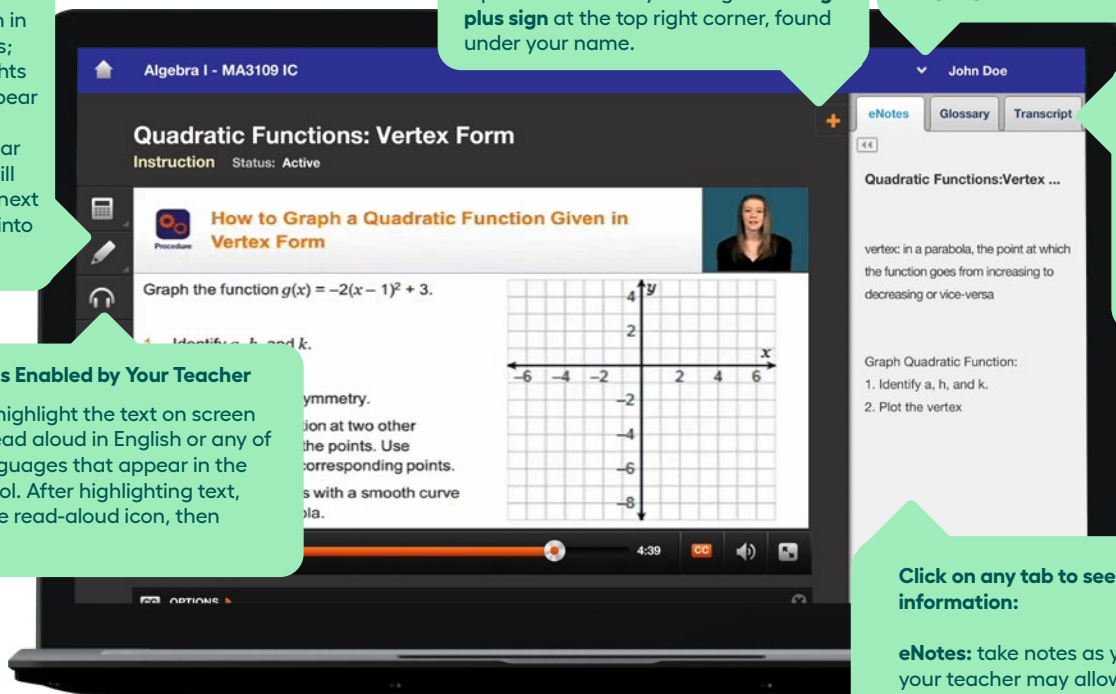 n in
s;
hts
pear
ar
ill
next
into
plus sign at the top right corner, found
under your name.
Algebra I - MA3109 IC
John Doe
Quadratic Functions: Vertex Form
Instruction Status: Active
Procedure
How to Graph a Quadratic Function Given in
Vertex Form
Graph the function g(x) = –2(x – 1)² + 3.
and k.
ymmetry.
ion at two other
the points. Use
corresponding points.
s with a smooth curve
ola.
y
x
4
2
-6 -4 -2 2 4 6
-2
-4
-6
-8
4:39
CC
CC OPTIONS
s Enabled by Your Teacher
highlight the text on screen
ead aloud in English or any of
nguages that appear in the
ol. After highlighting text,
e read-aloud icon, then
eNotes Glossary Transcript
Quadratic Functions:Vertex ...
vertex: in a parabola, the point at which
the function goes from increasing to
decreasing or vice-versa
Graph Quadratic Function:
1. Identify a, h, and k.
2. Plot the vertex
Click on any tab to see
information:
eNotes: take notes as y
your teacher may allow